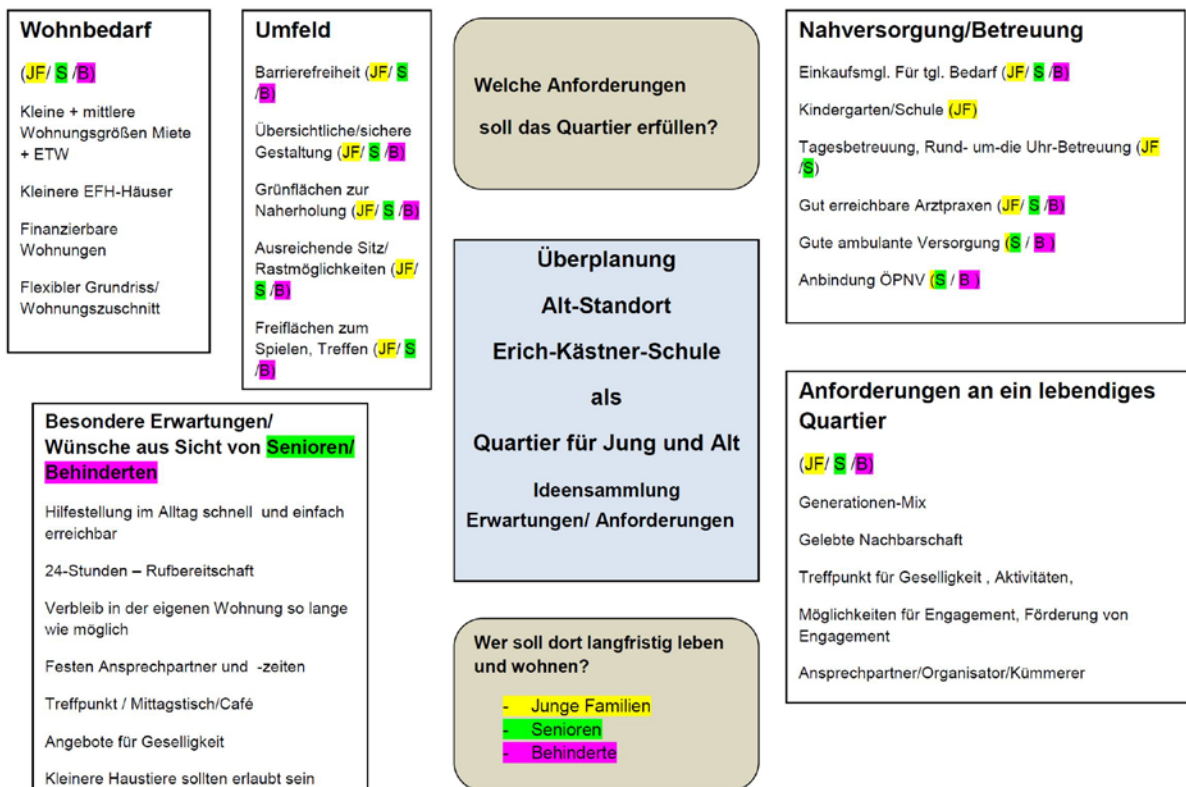 Wohnbedarf
(JF/ S /B)
Kleine + mittlere
Wohnungsgrößen Miete
+ ETW
Kleinere EFH-Häuser
Finanzierbare
Wohnungen
Flexibler Grundriss/
Wohnungszuschnitt
Umfeld
Barrierefreiheit (JF/ S
/B)
Übersichtliche/sichere
Gestaltung (JF/ S /B)
Grünflächen zur
Naherholung (JF/ S /B)
Ausreichende Sitz/
Rastmöglichkeiten (JF/
S /B)
Freiflächen zum
Spielen, Treffen (JF/ S
/B)
Welche Anforderungen
soll das Quartier erfüllen?
Nahversorgung/Betreuung
Einkaufsmgl. Für tgl. Bedarf (JF/ S /B)
Kindergarten/Schule (JF)
Tagesbetreuung, Rund- um-die Uhr-Betreuung (JF
/S)
Gut erreichbare Arztpraxen (JF/ S /B)
Gute ambulante Versorgung (S / B )
Anbindung ÖPNV (S / B )
Überplanung
Alt-Standort
Erich-Kästner-Schule
als
Quartier für Jung und Alt
Ideensammlung
Erwartungen/ Anforderungen
Besondere Erwartungen/
Wünsche aus Sicht von Senioren/
Behinderten
Hilfestellung im Alltag schnell und einfach
erreichbar
24-Stunden – Rufbereitschaft
Verbleib in der eigenen Wohnung so lange
wie möglich
Festen Ansprechpartner und -zeiten
Treffpunkt / Mittagstisch/Café
Angebote für Geselligkeit
Kleinere Haustiere sollten erlaubt sein
Wer soll dort langfristig leben
und wohnen?
- Junge Familien
- Senioren
- Behinderte
Anforderungen an ein lebendiges
Quartier
(JF/ S /B)
Generationen-Mix
Gelebte Nachbarschaft
Treffpunkt für Geselligkeit , Aktivitäten,
Möglichkeiten für Engagement, Förderung von
Engagement
Ansprechpartner/Organisator/Kümmerer